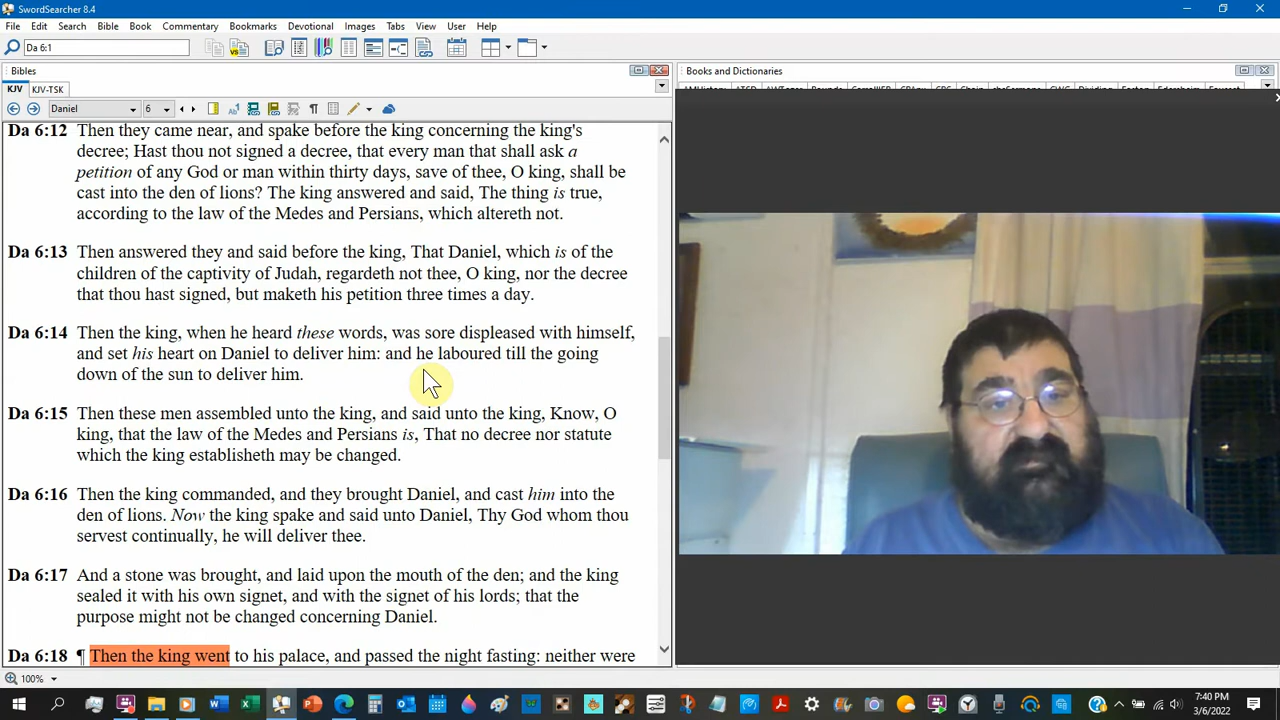 SwordSearcher 8.4
File Edit Search Bible Book Commentary Bookmarks Devotional Images Tabs View User Help
Da 6:1
Bibles
Books and Dictionaries
KJV KJV-TSK
Daniel 6
Da 6:12 Then they came near, and spake before the king concerning the king's
decree; Hast thou not signed a decree, that every man that shall ask a
petition of any God or man within thirty days, save of thee, O king, shall be
cast into the den of lions? The king answered and said, The thing is true,
according to the law of the Medes and Persians, which altereth not.
Da 6:13 Then answered they and said before the king, That Daniel, which is of the
children of the captivity of Judah, regardeth not thee, O king, nor the decree
that thou hast signed, but maketh his petition three times a day.
Da 6:14 Then the king, when he heard these words, was sore displeased with himself,
and set his heart on Daniel to deliver him: and he laboured till the going
down of the sun to deliver him.
Da 6:15 Then these men assembled unto the king, and said unto the king, Know, O
king, that the law of the Medes and Persians is, That no decree nor statute
which the king establisheth may be changed.
Da 6:16 Then the king commanded, and they brought Daniel, and cast him into the
den of lions. Now the king spake and said unto Daniel, Thy God whom thou
servest continually, he will deliver thee.
Da 6:17 And a stone was brought, and laid upon the mouth of the den; and the king
sealed it with his own signet, and with the signet of his lords; that the
purpose might not be changed concerning Daniel.
Da 6:18 ¶ Then the king went to his palace, and passed the night fasting: neither were
100%
7:40 PM
3/6/2022